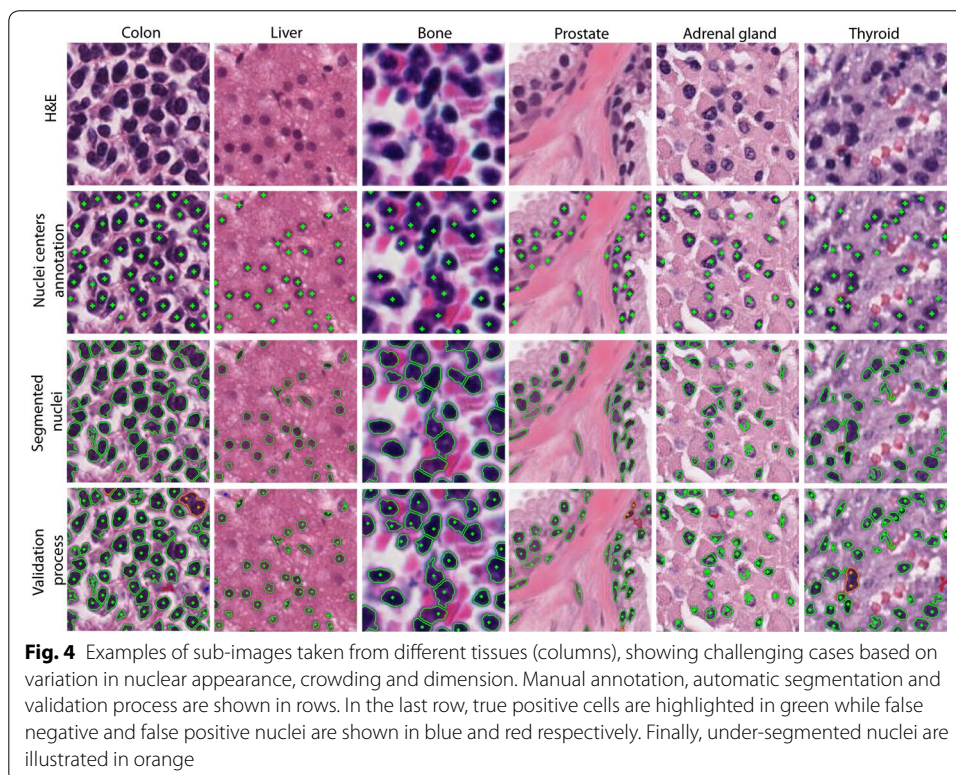 Colon Liver Bone Prostate Adrenal gland Thyroid
H&E
Nuclei centers
annotation
Segmented
nuclei
Validation
process
Fig. 4 Examples of sub-images taken from different tissues (columns), showing challenging cases based on
variation in nuclear appearance, crowding and dimension. Manual annotation, automatic segmentation and
validation process are shown in rows. In the last row, true positive cells are highlighted in green while false
negative and false positive nuclei are shown in blue and red respectively. Finally, under-segmented nuclei are
illustrated in orange